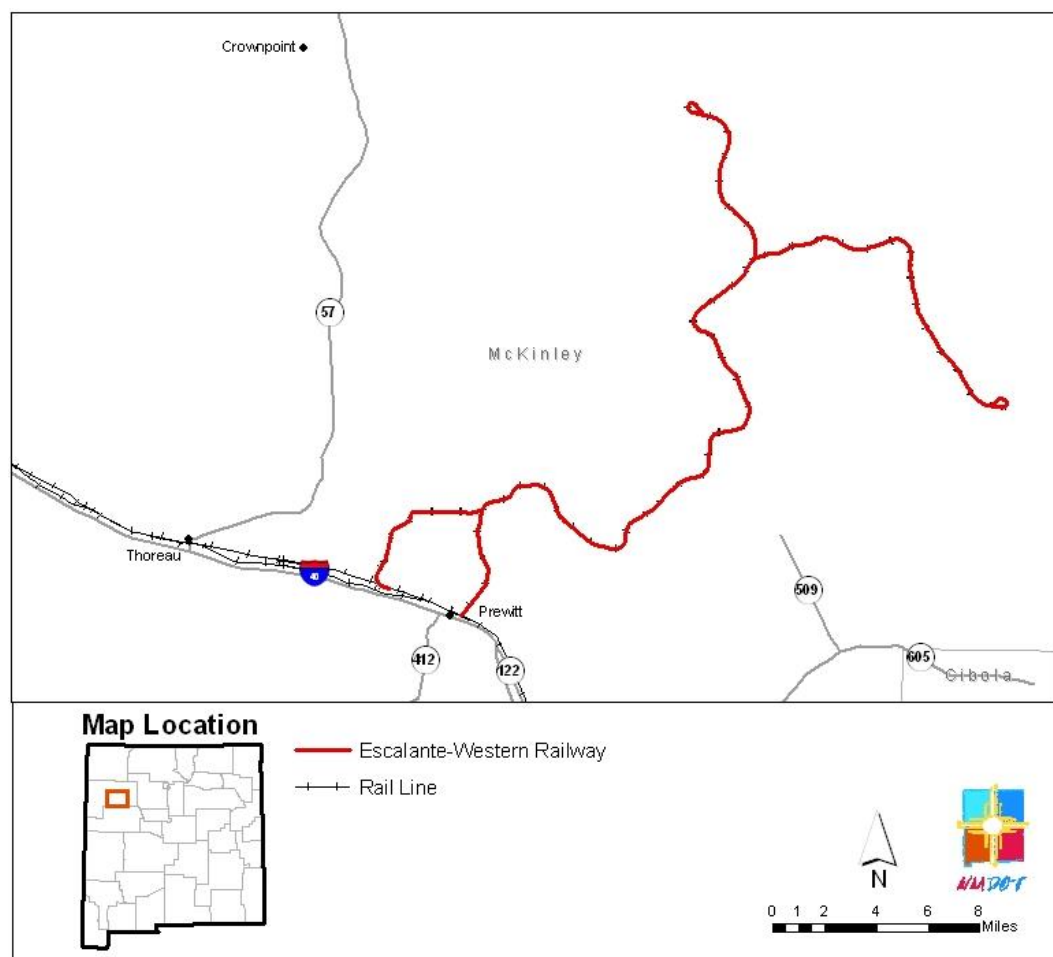 Crownpoint
57
McKinley
Thoreau
40
Prewitt
412
122
509
605
Cibola
Map Location
Escalante-Western Railway
Rail Line
N
NMDOT
0 1 2 4 6 8
Miles